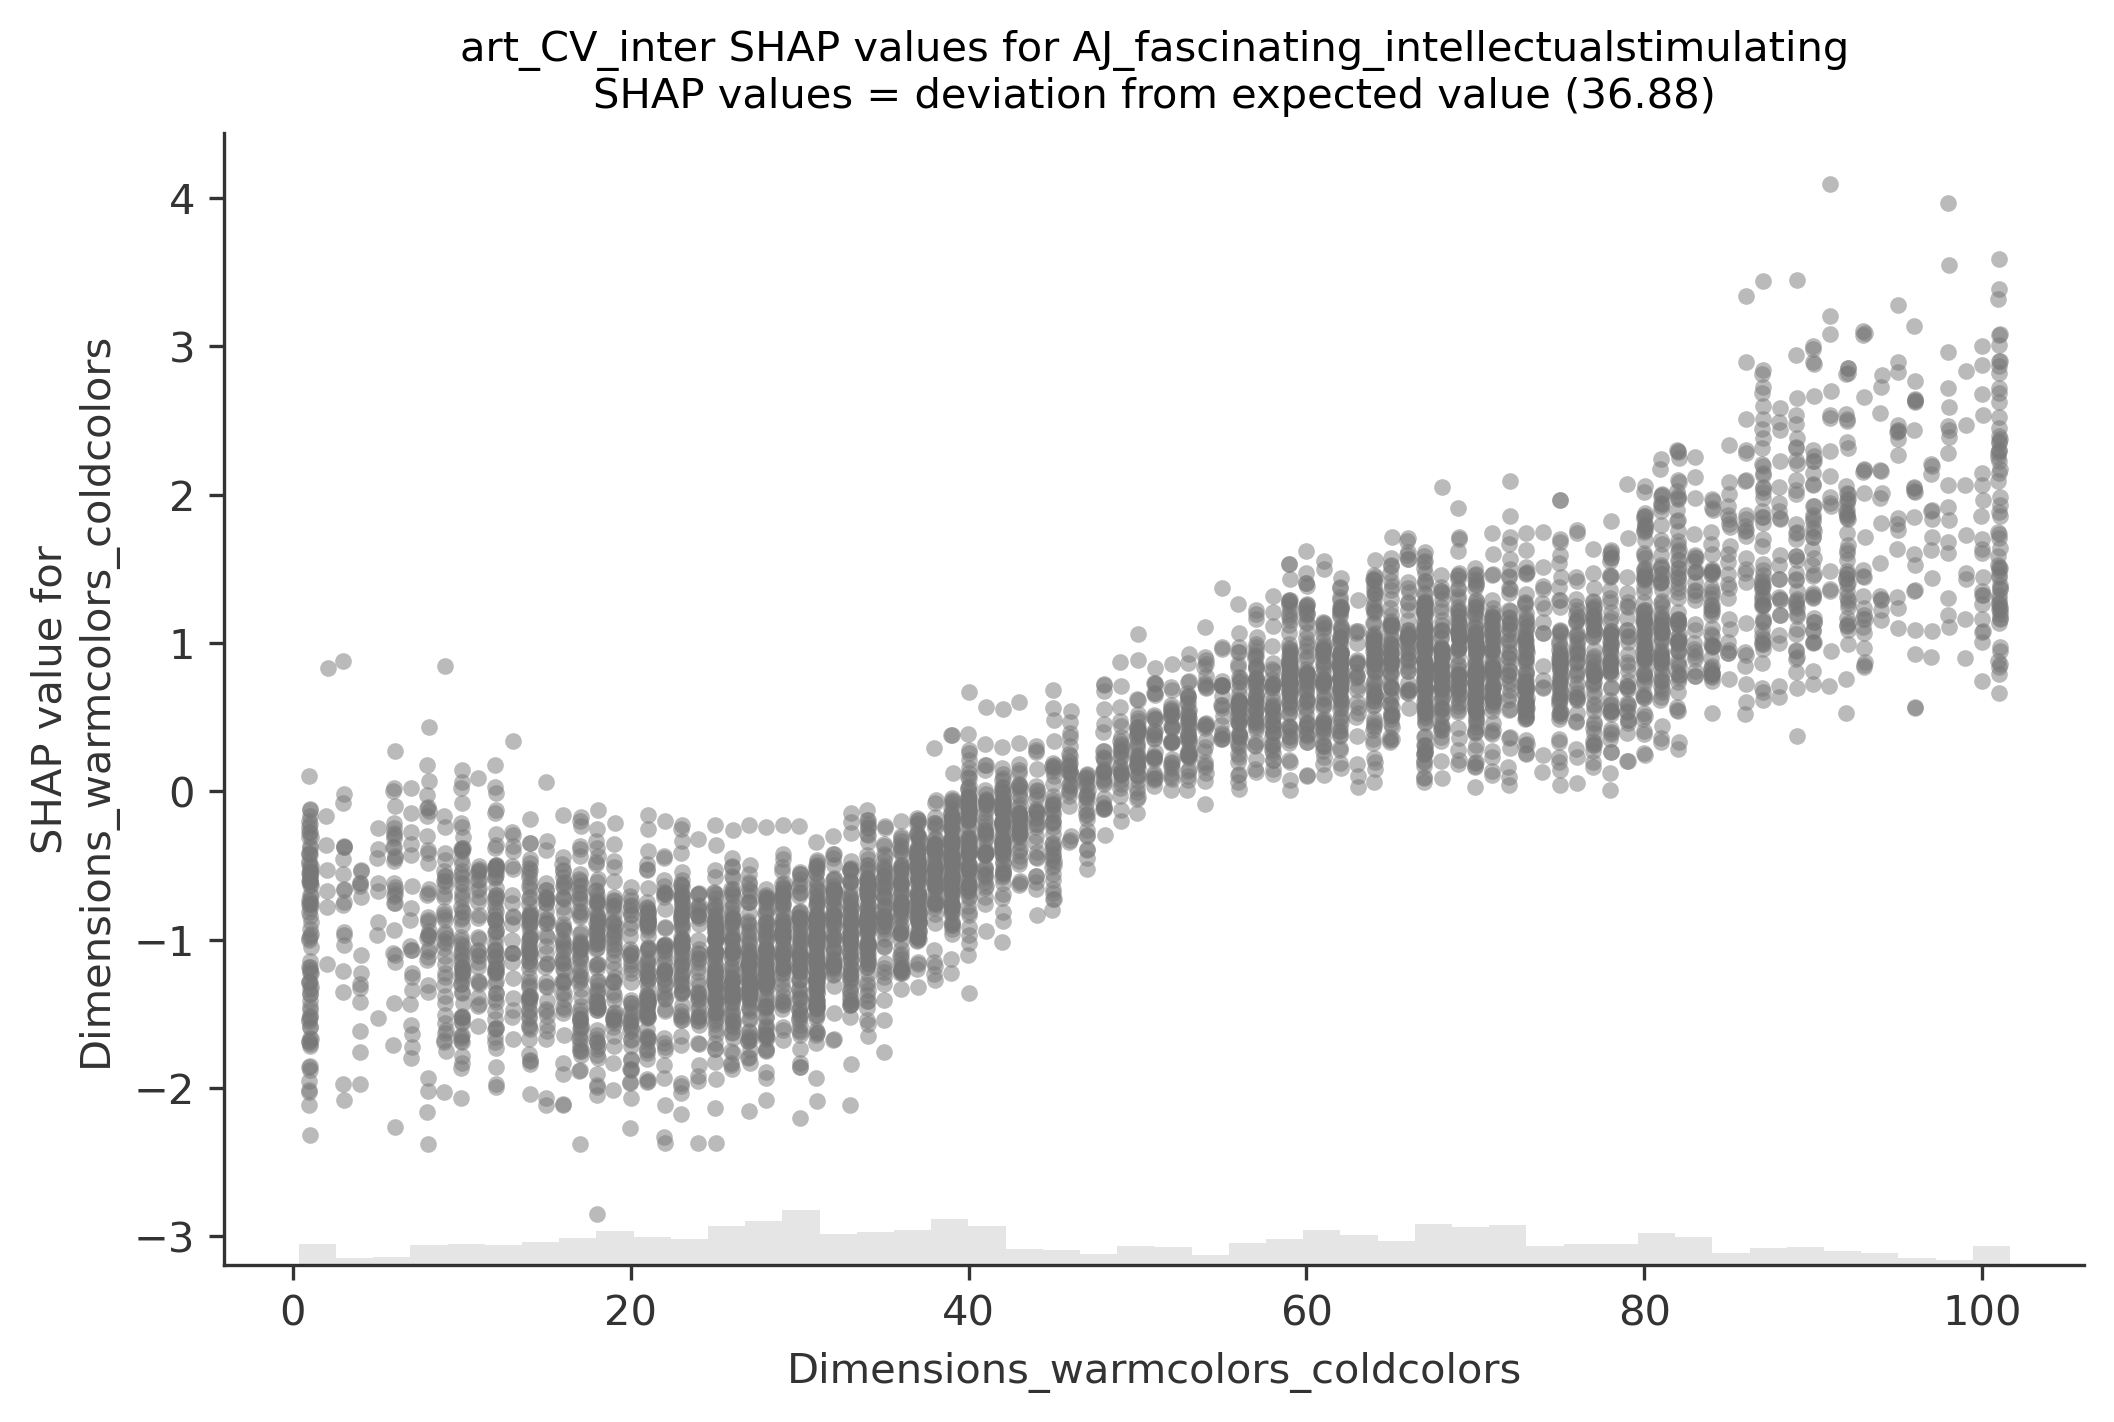 art_CV_inter SHAP values for AJ_fascinating_intellectualstimulating
SHAP values = deviation from expected value (36.88)
SHAP value for
Dimensions_warmcolors_coldcolors
4
3
2
1
0
−1
−2
−3
0
20
40
60
80
100
Dimensions_warmcolors_coldcolors